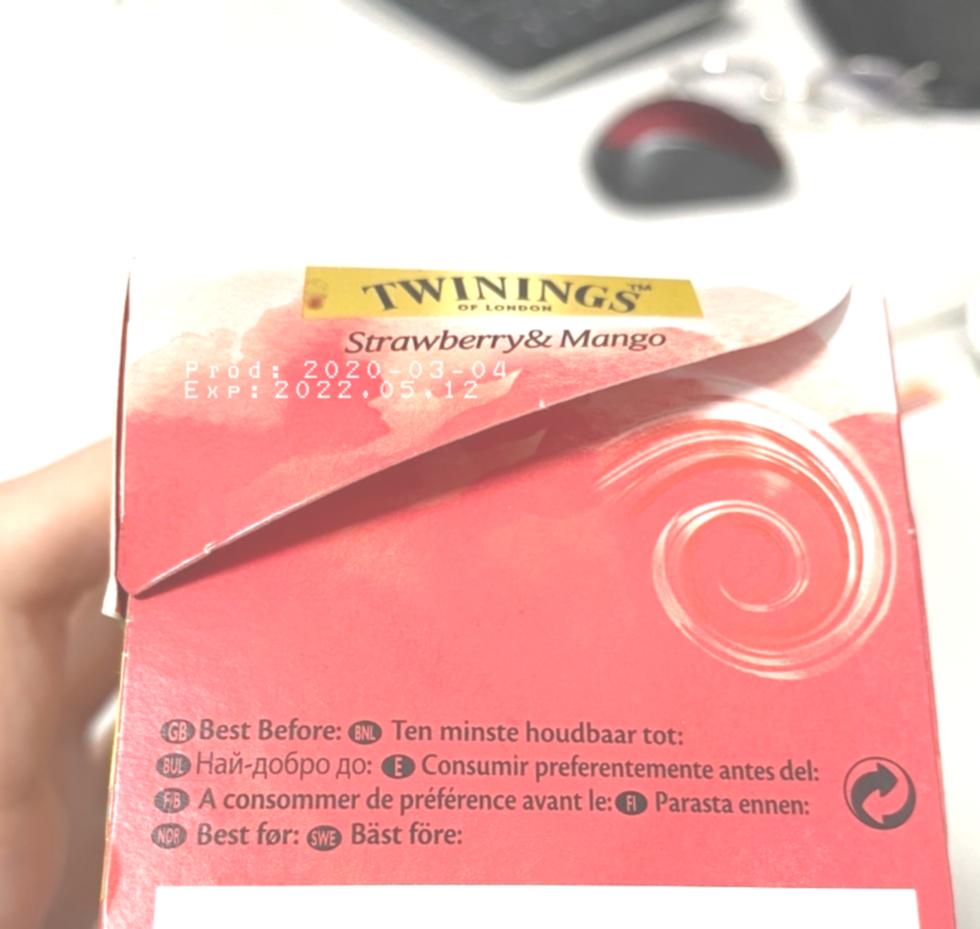 TWININGS™
OF LONDON
Strawberry& Mango
Prod: 2020-03-04
Exp: 2022.05.12
GB Best Before: BNL Ten minste houdbaar tot:
BUL Най-добро до: E Consumir preferentemente antes del:
F/B A consommer de préférence avant le: FI Parasta ennen:
NOR Best før: SWE Bäst före: